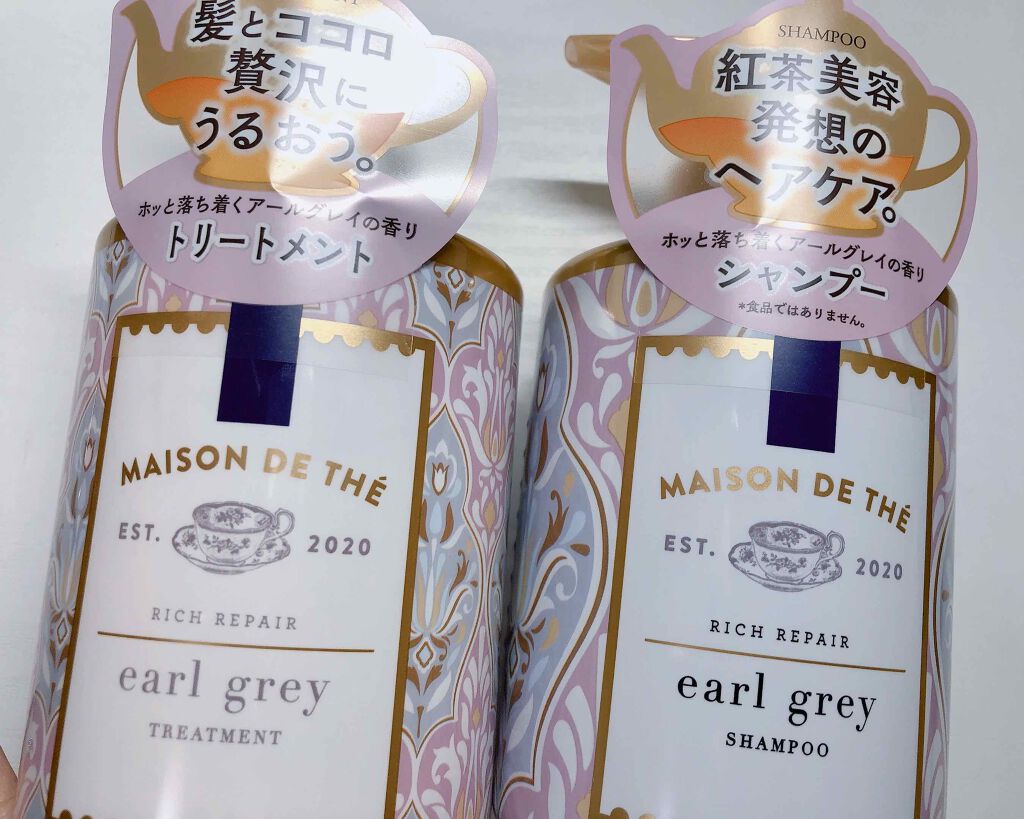 髪とココロ
贅沢に
うるおう。
ホッと落ち着くアールグレイの香り
トリートメント
MAISON DE THÉ
EST. 2020
RICH REPAIR
earl grey
TREATMENT
SHAMPOO
紅茶美容
発想の
ヘアケア。
ホッと落ち着くアールグレイの香り
シャンプー
*食品ではありません。
MAISON DE THÉ
EST. 2020
RICH REPAIR
earl grey
SHAMPOO